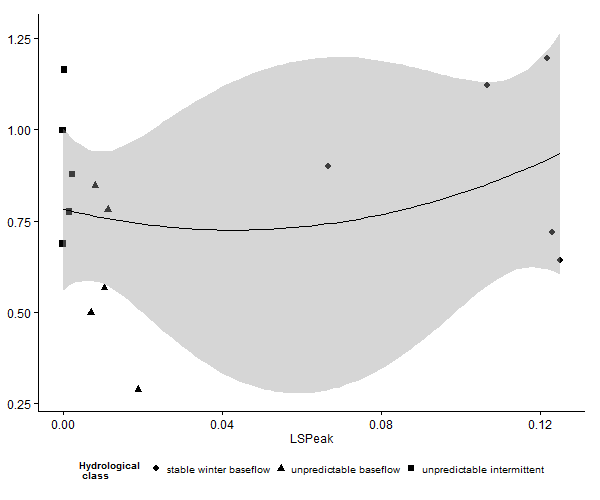 1.25
1.00
0.75
0.50
0.25
0.00 0.04 0.08 0.12
LSPeak
Hydrological
class
stable winter baseflow unpredictable baseflow unpredictable intermittent